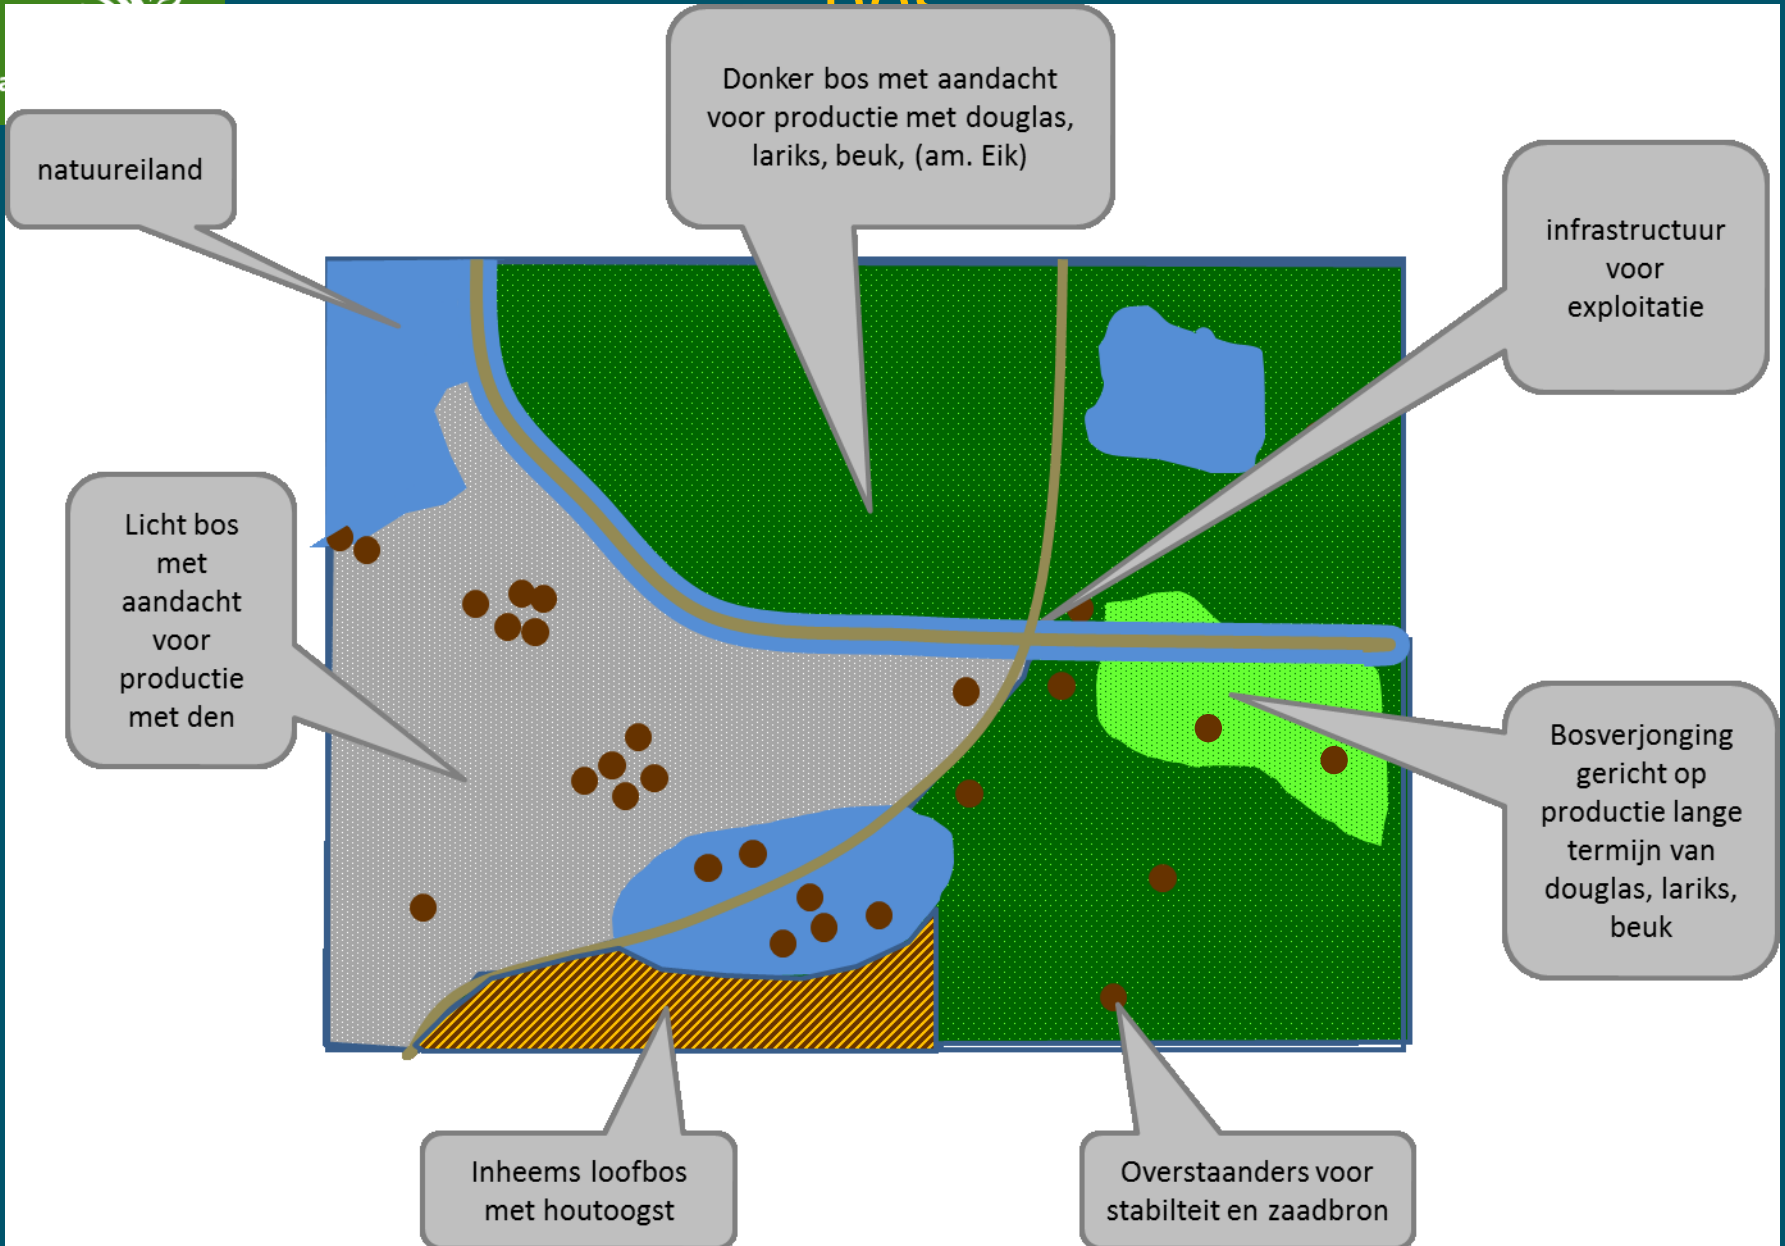 Donker bos met aandacht
voor productie met douglas,
lariks, beuk, (am. Eik)
natuureiland
infrastructuur
voor
exploitatie
Licht bos
met
aandacht
voor
productie
met den
Bosverjonging
gericht op
productie lange
termijn van
douglas, lariks,
beuk
Inheems loofbos
met houtoogst
Overstaanders voor
stabilteit en zaadbron